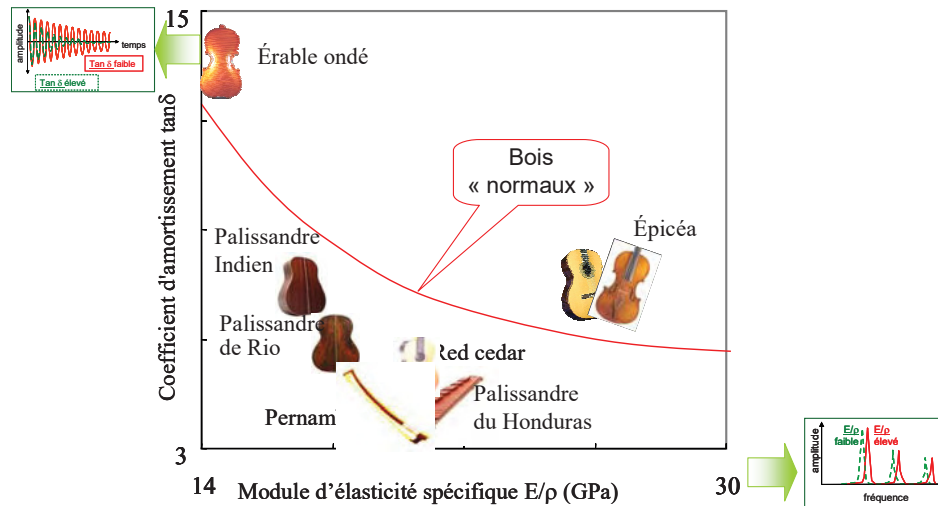 amplitude
temps
Tan δ faible
Tan δ élevé
15
Coefficient d'amortissement tanδ
Érable ondé
Bois
« normaux »
Épicéa
Palissandre
Indien
Palissandre
de Rio
Red cedar
Palissandre
du Honduras
Pernam
3
14
Module d'élasticité spécifique E/ρ (GPa)
30
amplitude
E/ρ
faible
E/ρ
élevé
fréquence